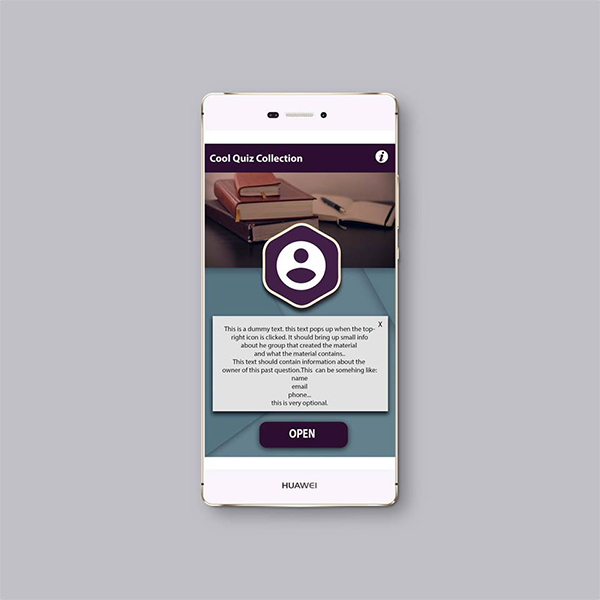 Cool Quiz Collection
i
X
This is a dummy text. this text pops up when the top-
right icon is clicked. It should bring up small info
about he group that created the material
and what the material contains..
This text should contain information about the
owner of this past question.This can be somehing like:
name
email
phone...
this is very optional.
OPEN
HUAWEI